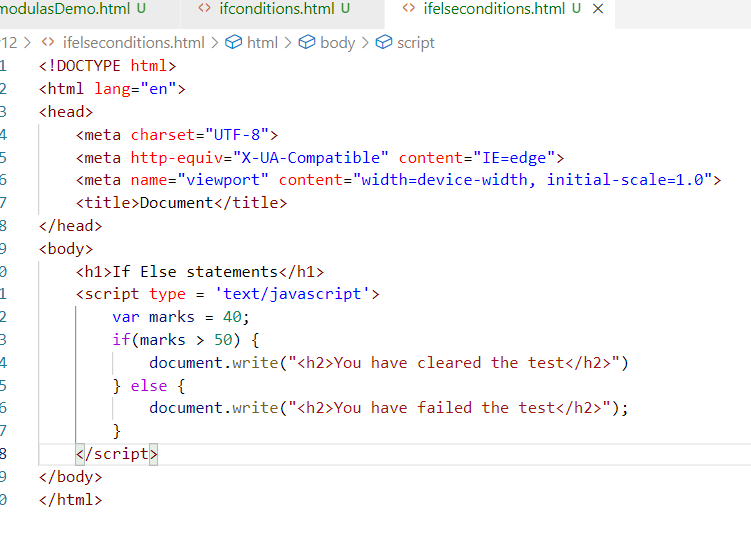 modulasDemo.html U <> ifconditions.html U <> ifelseconditions.html U ×
12 > <> ifelseconditions.html > html > body > script
1 <!DOCTYPE html>
2 <html lang="en">
3 <head>
4     <meta charset="UTF-8">
5     <meta http-equiv="X-UA-Compatible" content="IE=edge">
6     <meta name="viewport" content="width=device-width, initial-scale=1.0">
7     <title>Document</title>
8 </head>
9 <body>
0     <h1>If Else statements</h1>
1     <script type = 'text/javascript'>
2         var marks = 40;
3         if(marks > 50) {
4             document.write("<h2>You have cleared the test</h2>")
5         } else {
6             document.write("<h2>You have failed the test</h2>");
7         }
8     </script>
9 </body>
0 </html>